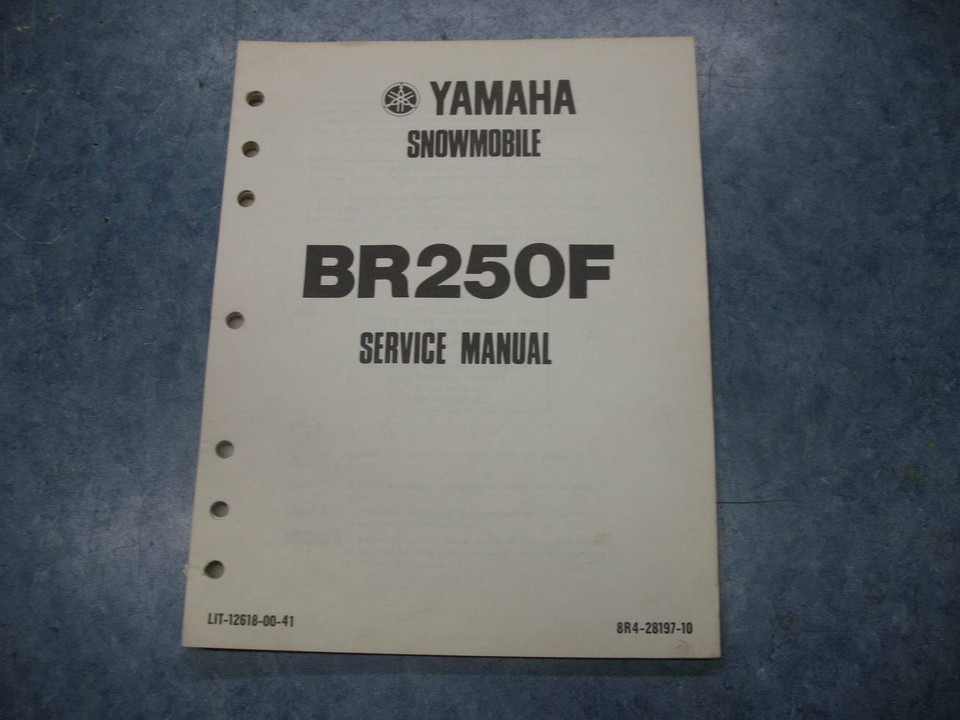 YAMAHA
SNOWMOBILE
BR250F
SERVICE MANUAL
LIT-12618-00-41
8R4-28197-10